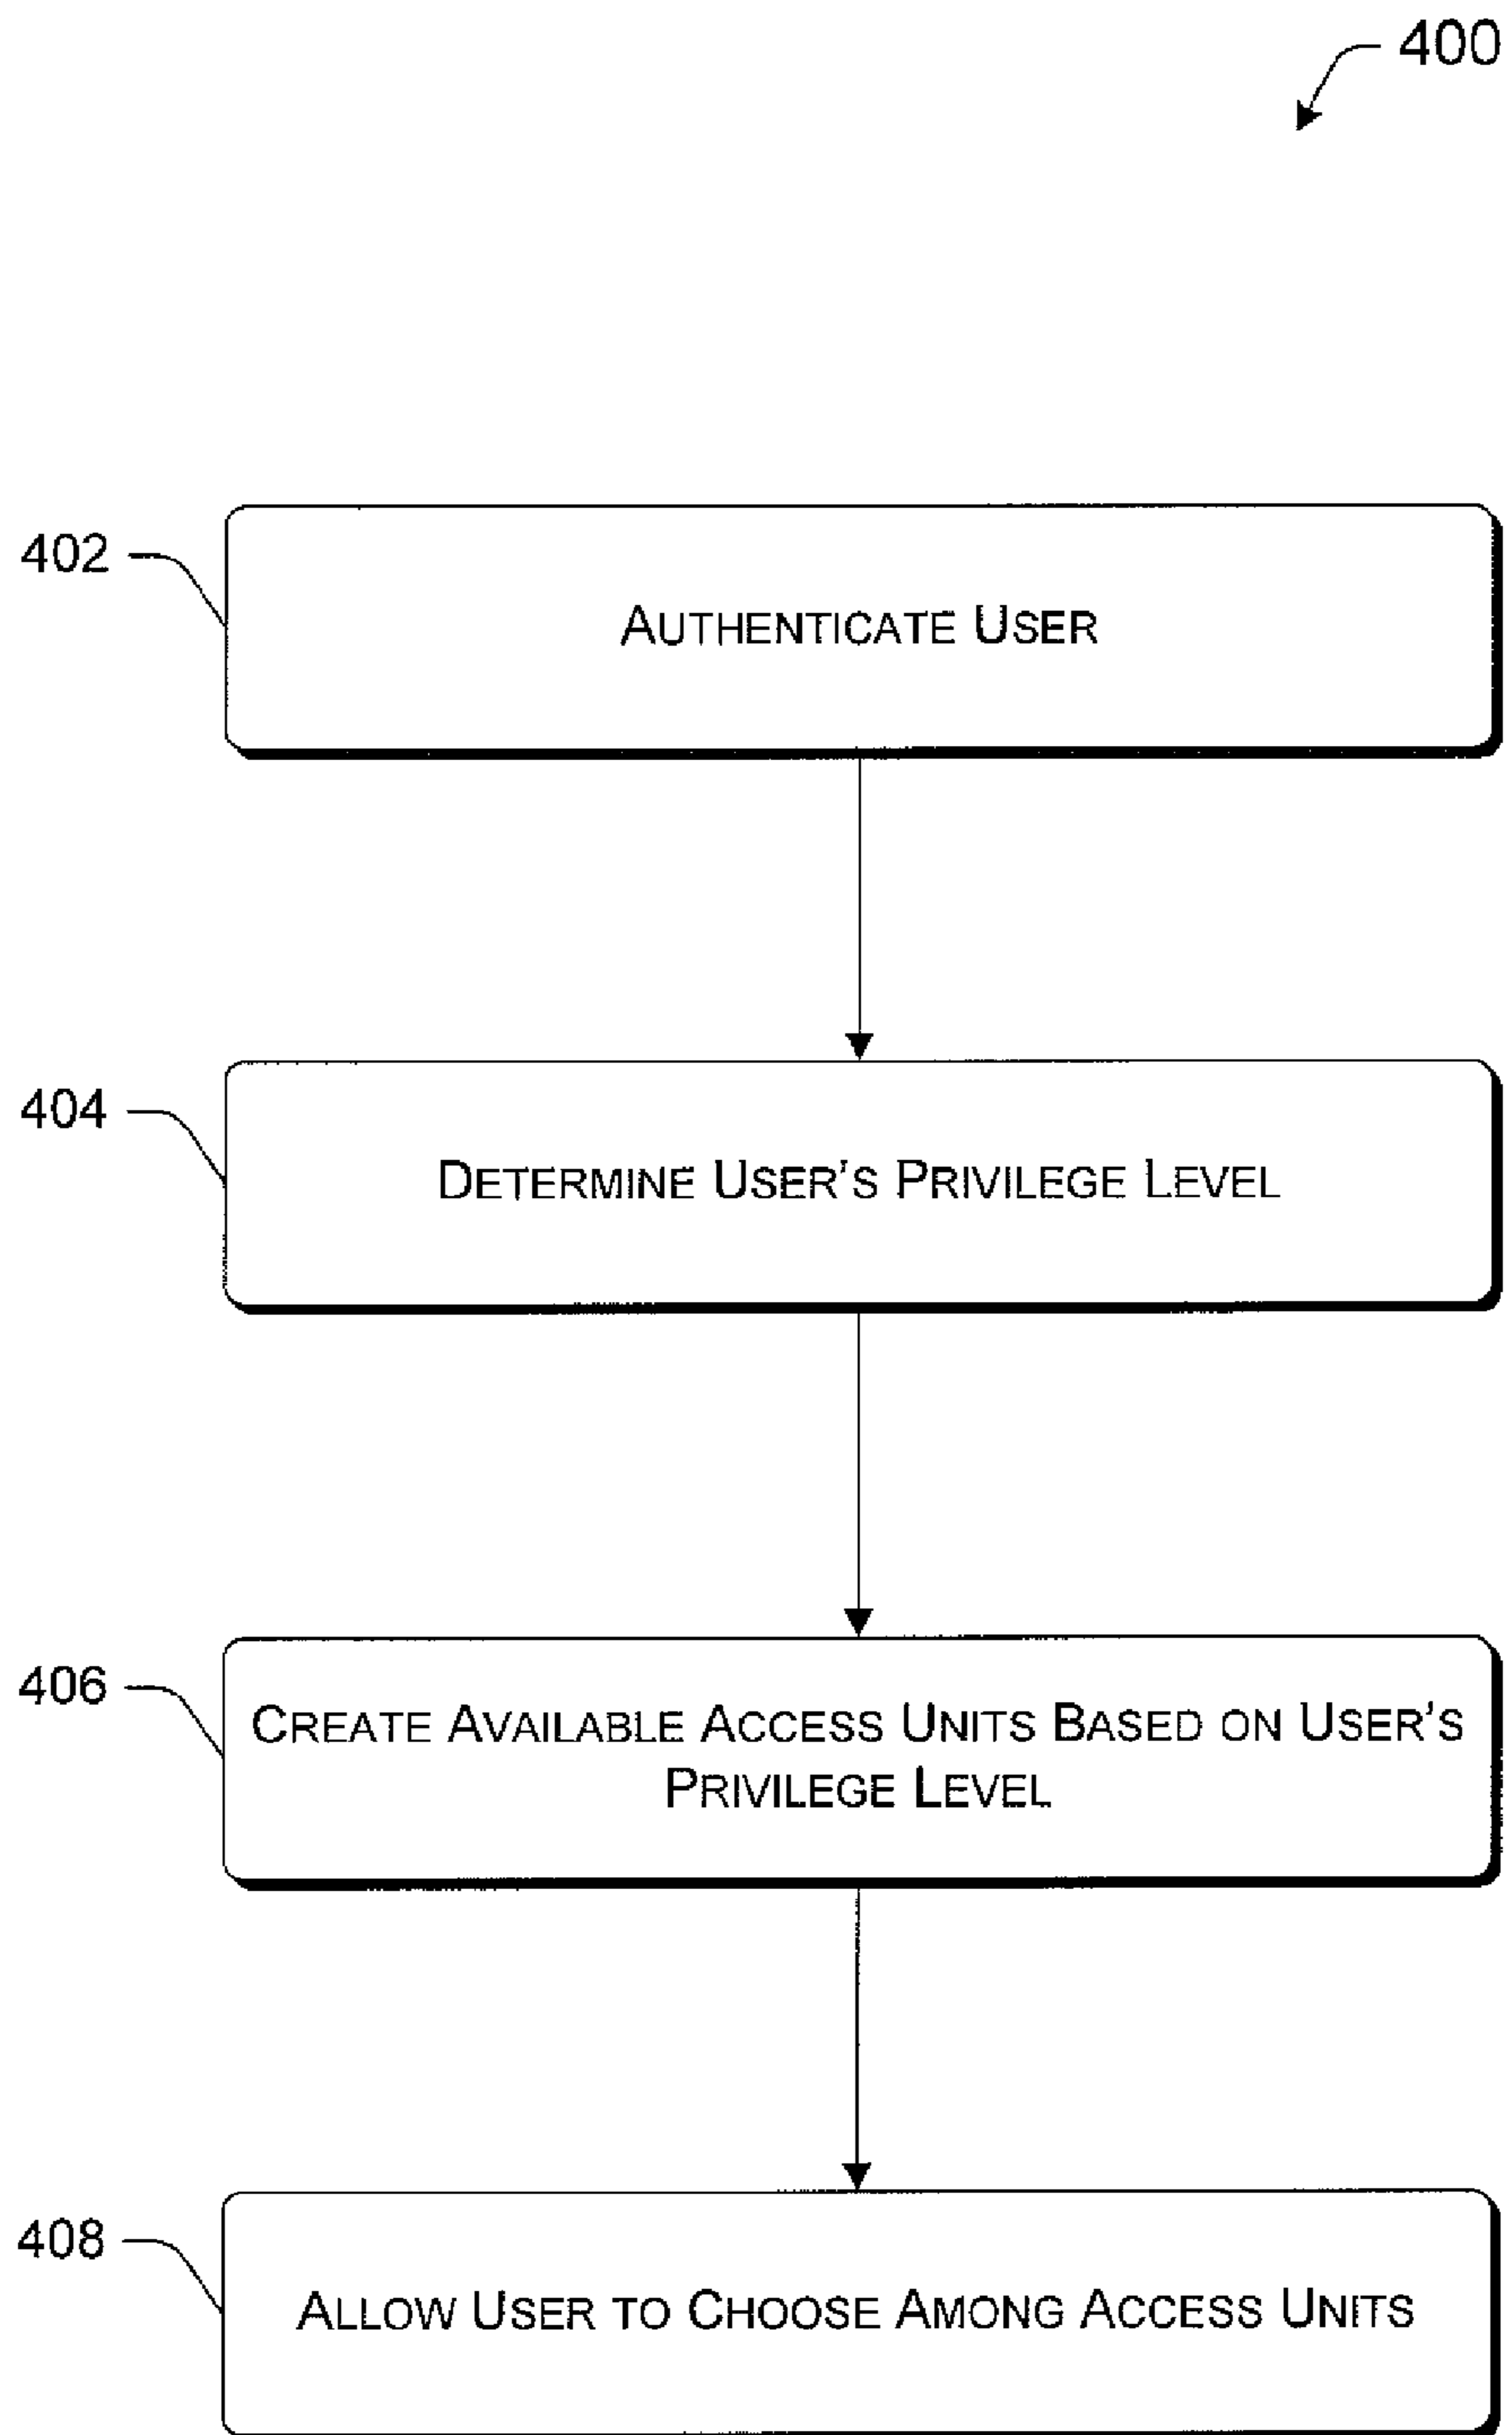 400
402
AUTHENTICATE USER
404
DETERMINE USER'S PRIVILEGE LEVEL
406
CREATE AVAILABLE ACCESS UNITS BASED ON USER'S
PRIVILEGE LEVEL
408
ALLOW USER TO CHOOSE AMONG ACCESS UNITS